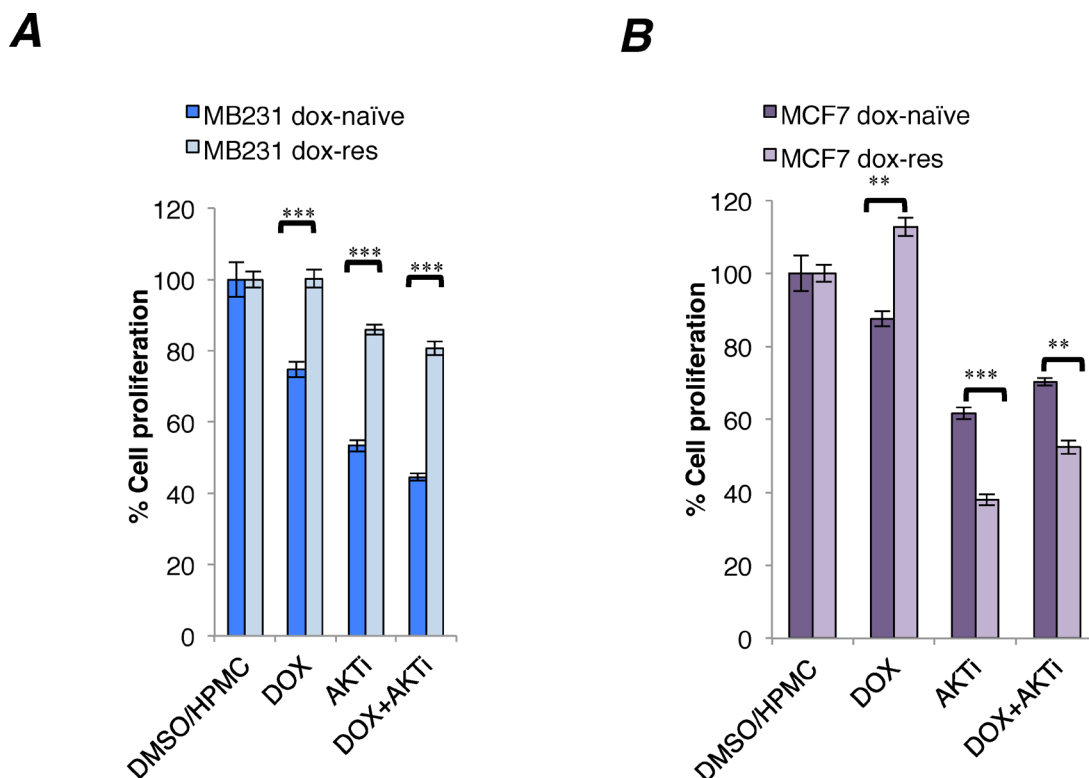 A
MB231 dox-naïve
MB231 dox-res
% Cell proliferation
120
100
80
60
40
20
0
***
***
***
DMSO/HPMC
DOX
AKTi
DOX+AKTi
B
MCF7 dox-naïve
MCF7 dox-res
% Cell proliferation
120
100
80
60
40
20
0
**
***
**
DMSO/HPMC
DOX
AKTi
DOX+AKTi